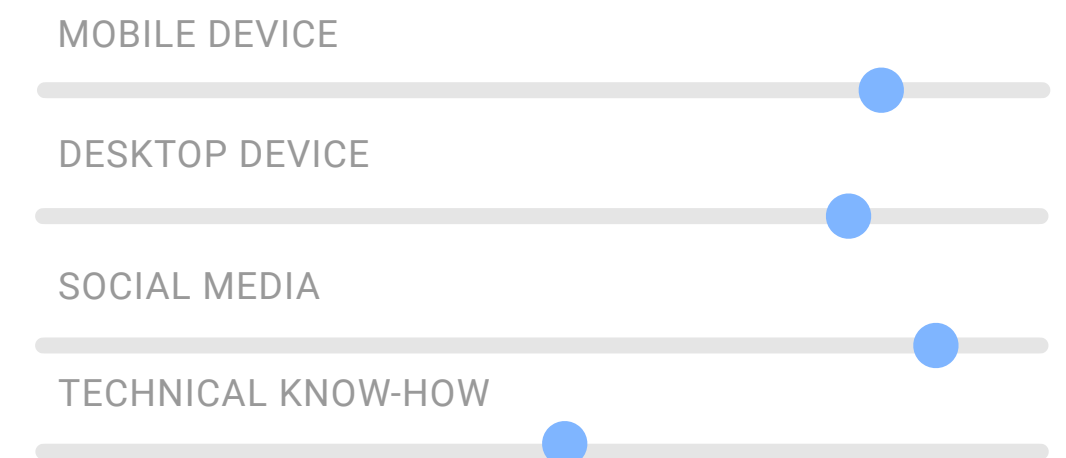 MOBILE DEVICE
DESKTOP DEVICE
SOCIAL MEDIA
TECHNICAL KNOW-HOW